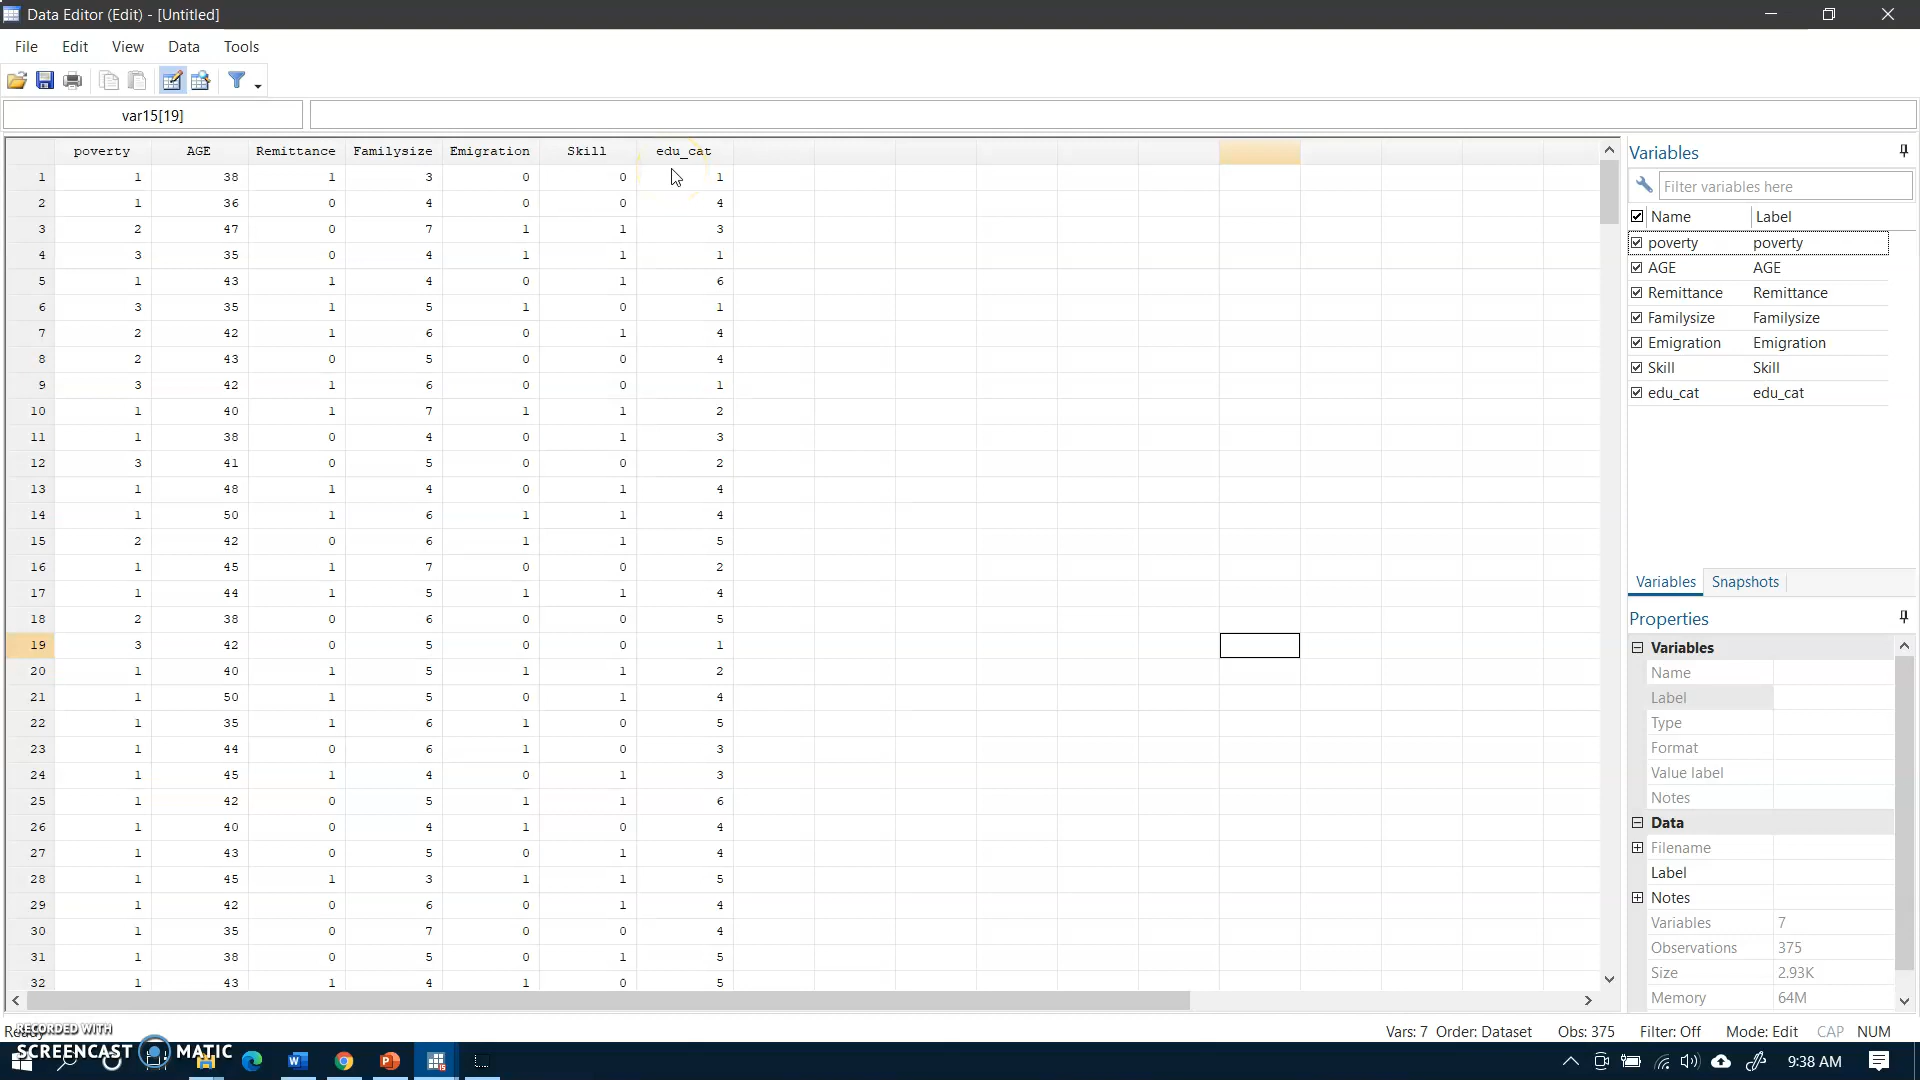 Data Editor (Edit) - [Untitled]
File Edit View Data Tools
var15[19]
poverty AGE Remittance Familysize Emigration Skill edu_cat
1 1 38 1 3 0 0 1
2 1 36 0 4 0 0 4
3 2 47 0 7 1 1 3
4 3 35 0 4 1 1 1
5 1 43 1 4 0 1 6
6 3 35 1 5 1 0 1
7 2 42 1 6 0 1 4
8 2 43 0 5 0 0 4
9 3 42 1 6 0 0 1
10 1 40 1 7 1 1 2
11 1 38 0 4 0 1 3
12 3 41 0 5 0 0 2
13 1 48 1 4 0 1 4
14 1 50 1 6 1 1 4
15 2 42 0 6 1 1 5
16 1 45 1 7 0 0 2
17 1 44 1 5 1 1 4
18 2 38 0 6 0 0 5
19 3 42 0 5 0 0 1
20 1 40 1 5 1 1 2
21 1 50 1 5 0 1 4
22 1 35 1 6 1 0 5
23 1 44 0 6 1 0 3
24 1 45 1 4 0 1 3
25 1 42 0 5 1 1 6
26 1 40 0 4 1 0 4
27 1 43 0 5 0 1 4
28 1 45 1 3 1 1 5
29 1 42 0 6 0 1 4
30 1 35 0 7 0 0 4
31 1 38 0 5 0 1 5
32 1 43 1 4 1 0 5
Variables
Filter variables here
Name Label
poverty poverty
AGE AGE
Remittance Remittance
Familysize Familysize
Emigration Emigration
Skill Skill
edu_cat edu_cat
Variables Snapshots
Properties
Variables
Name
Label
Type
Format
Value label
Notes
Data
Filename
Label
Notes
Variables 7
Observations 375
Size 2.93K
Memory 64M
Ready
Vars: 7 Order: Dataset Obs: 375 Filter: Off Mode: Edit CAP NUM
RECORDED WITH
SCREENCAST MATIC
9:38 AM